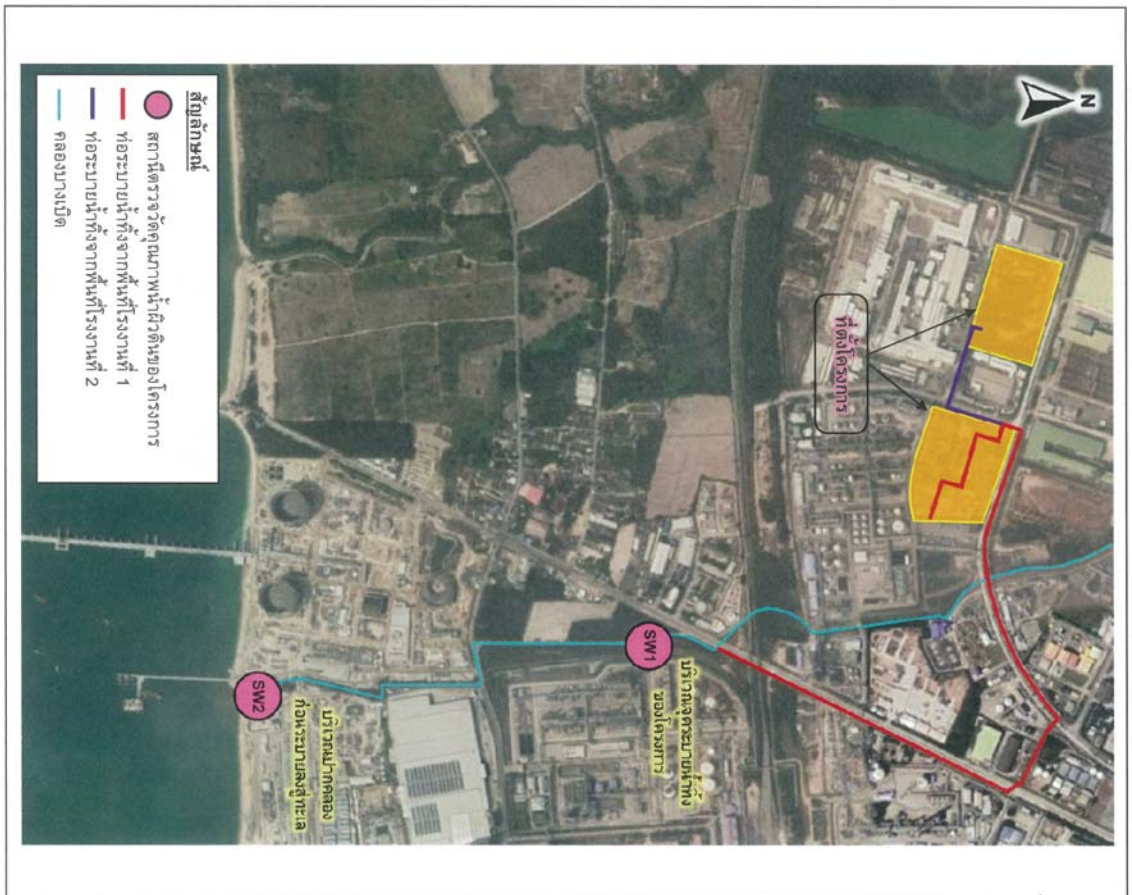 N
ที่ตั้งโครงการ
SW1
บริเวณจุดระบายน้ำทิ้ง
ของโครงการ
SW2
บริเวณปากคลอง
ก่อนระบายลงสู่ทะเล
สัญลักษณ์
สถานีตรวจวัดคุณภาพน้ำผิวดินของโครงการ
ท่อระบายน้ำทิ้งจากพื้นที่โรงงานที่ 1
ท่อระบายน้ำทิ้งจากพื้นที่โรงงานที่ 2
คลองบางเบิด